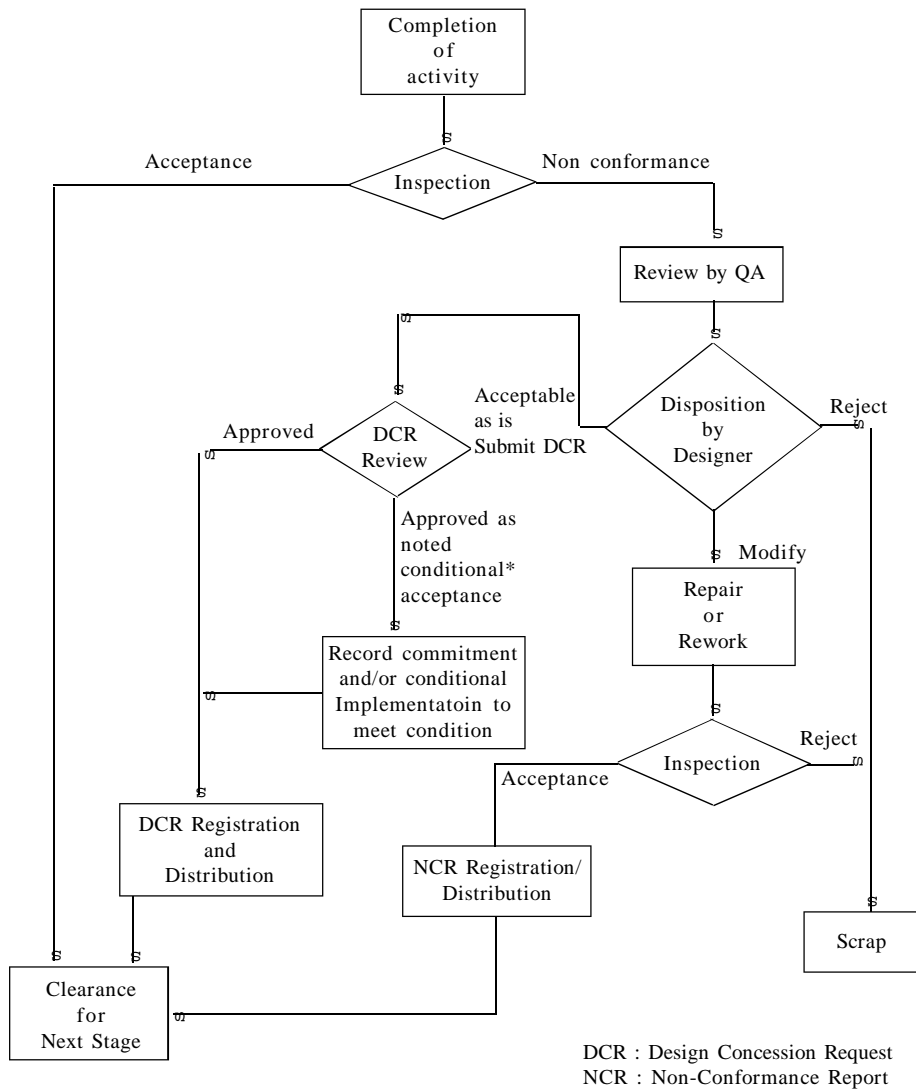 Completion
of
activity
Acceptance
Non conformance
Inspection
Review by QA
Acceptable
as is
Submit DCR
Disposition
by
Designer
Reject
Approved
DCR
Review
Approved as
noted
conditional*
acceptance
Modify
Repair
or
Rework
Record commitment
and/or conditional
Implementatoin to
meet condition
Inspection
Reject
Acceptance
DCR Registration
and
Distribution
NCR Registration/
Distribution
Scrap
Clearance
for
Next Stage
DCR : Design Concession Request
NCR : Non-Conformance Report